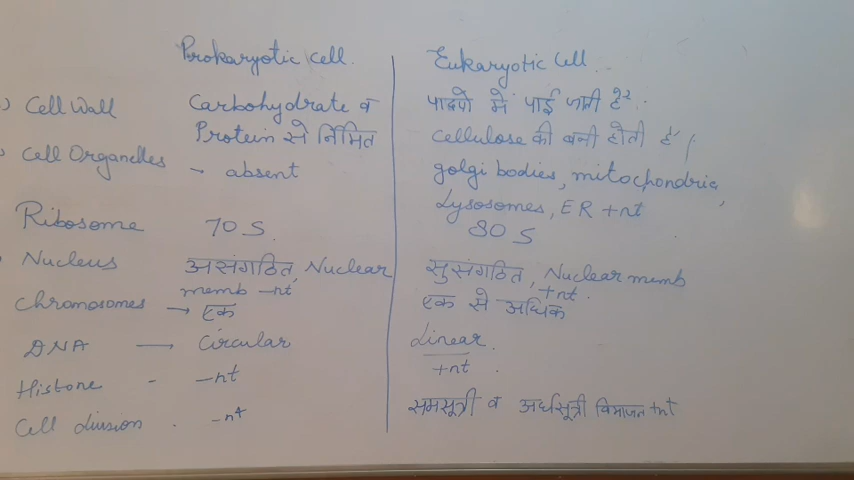 Prokaryotic cell. Eukaryotic Cell
Cell Wall Carbohydrate व पादपो में पाई जाती है
Protein से निर्मित Cellulose की बनी होती है
Cell Organelles - absent golgi bodies, mitochondria,
Lysosomes, ER +nt
Ribosome 70 S 80 S
Nucleus असंगठित, Nuclear सुसंगठित, Nuclear memb
memb -nt +nt.
Chromosomes → एक एक से अधिक
DNA — Circular Linear
Histone - -nt +nt
Cell division - -nt समसूत्री व अर्धसूत्री विभाजन +nt